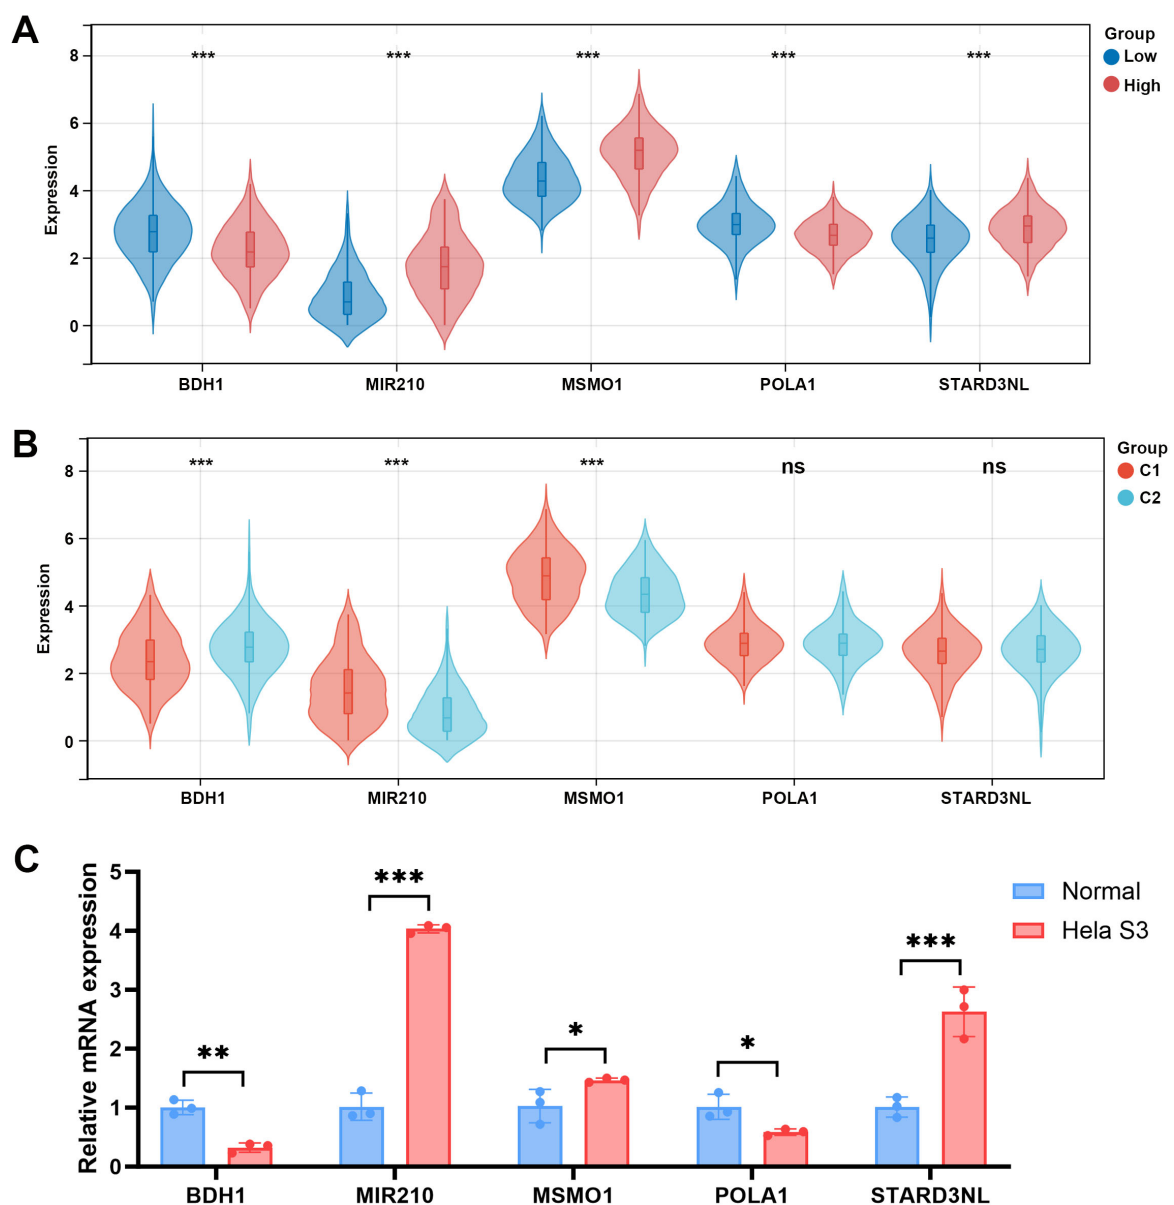 A
8
6
4
2
0
Expression
*** *** *** *** ***
BDH1 MIR210 MSMO1 POLA1 STARD3NL
Group
Low
High
B
8
6
4
2
0
Expression
*** *** *** ns ns
BDH1 MIR210 MSMO1 POLA1 STARD3NL
Group
C1
C2
C
5
4
3
2
1
0
Relative mRNA expression
** *** * * ***
BDH1 MIR210 MSMO1 POLA1 STARD3NL
Normal
Hela S3